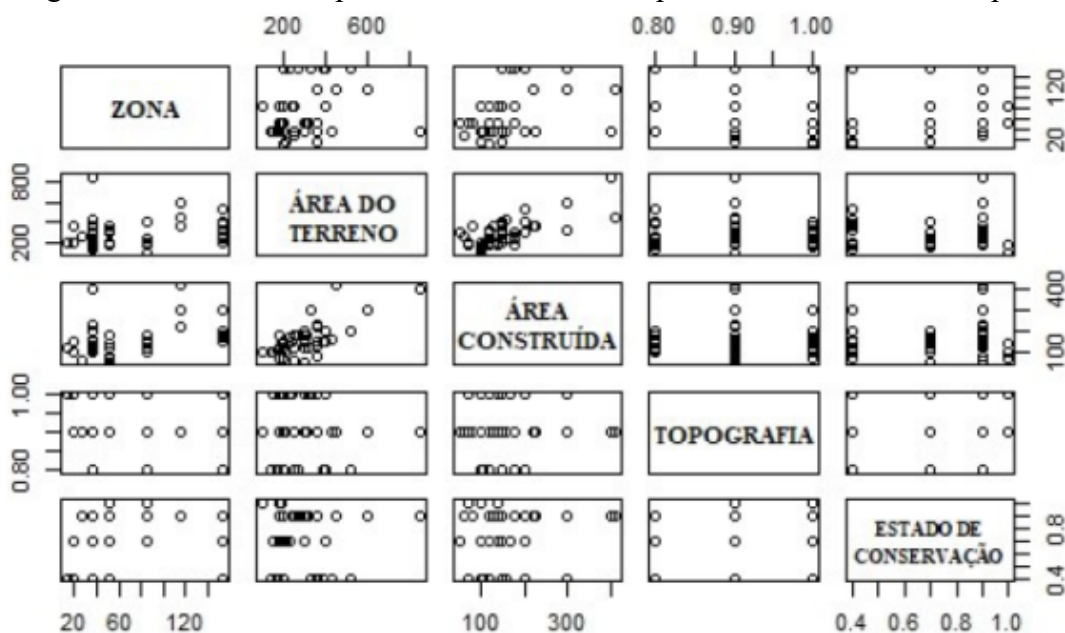 200 600
0.80 0.90 1.00
ZONA
20 120
200 800
ÁREA DO
TERRENO
ÁREA
CONSTRUÍDA
100 400
0.80 1.00
TOPOGRAFIA
ESTADO DE
CONSERVAÇÃO
0.4 0.8
20 60 120
100 300
0.4 0.6 0.8 1.0